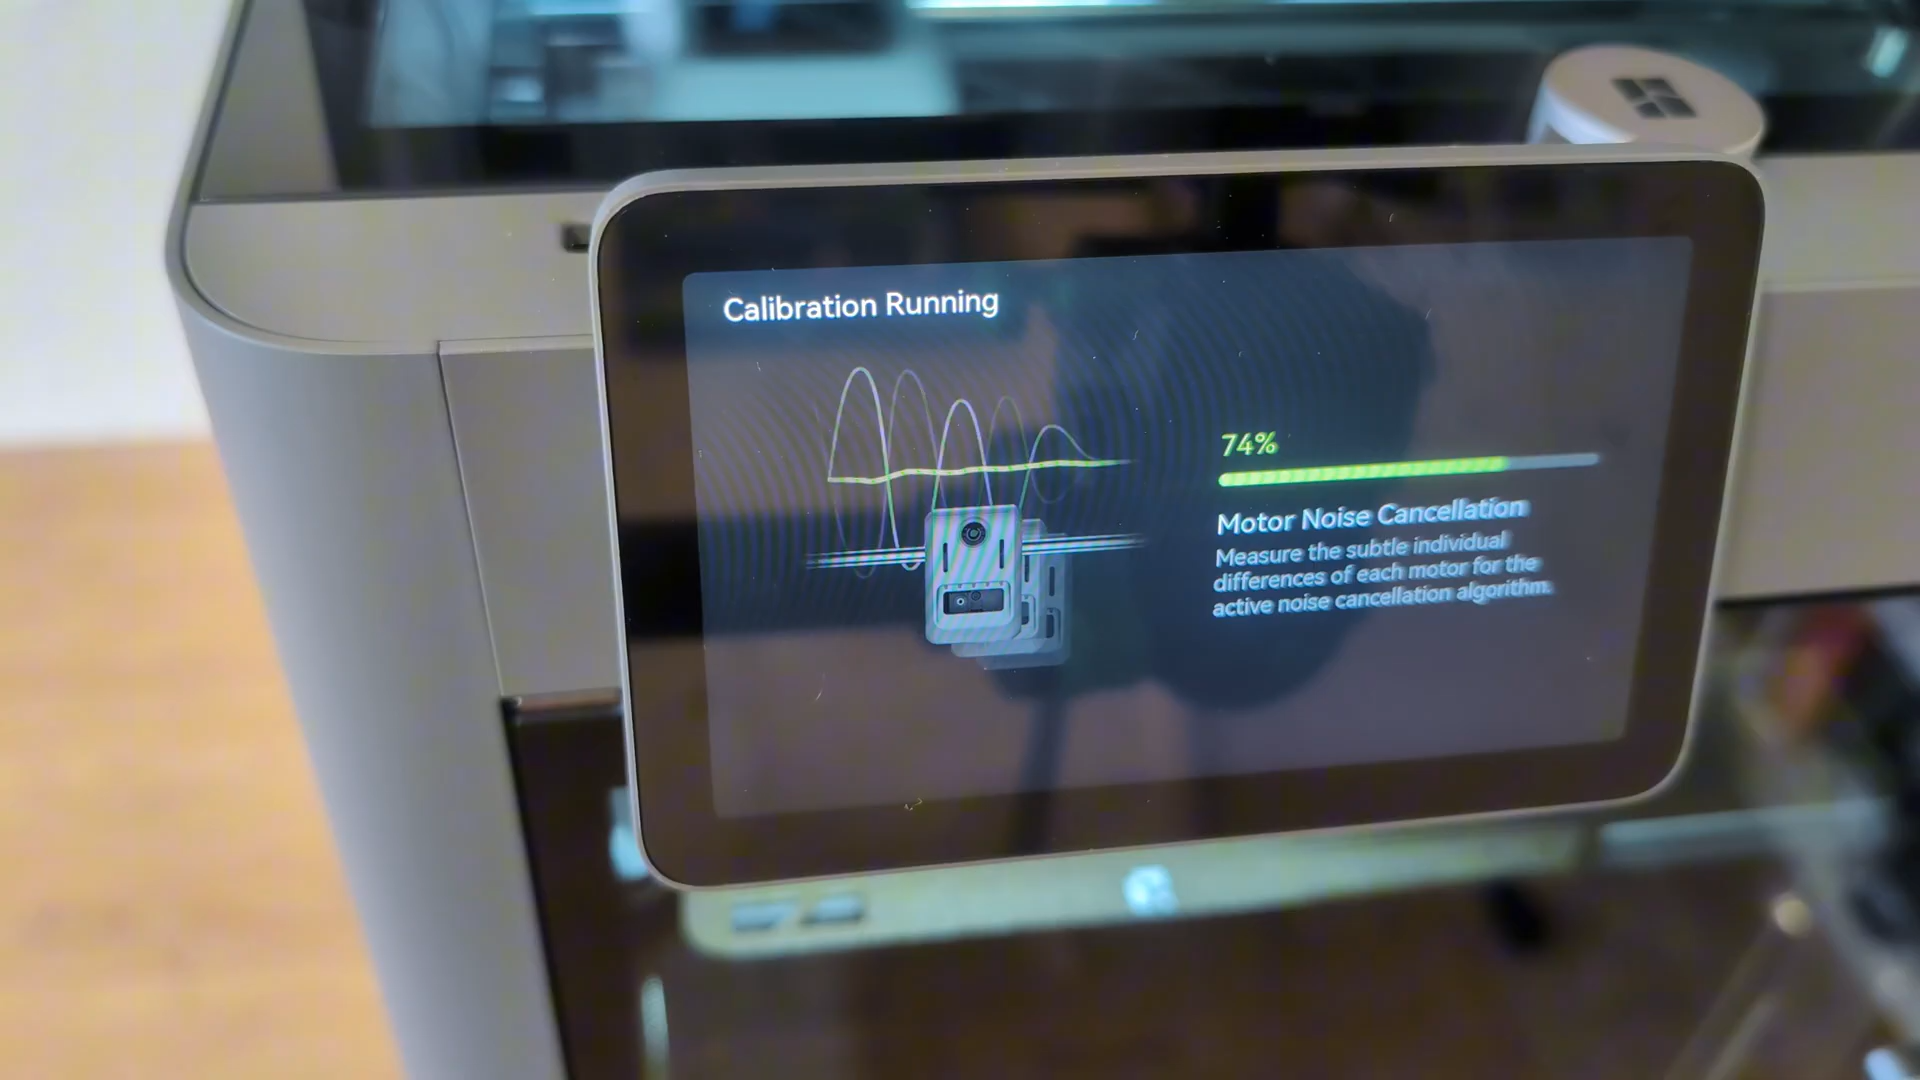 Calibration Running
74%
Motor Noise Cancellation
Measure the subtle individual
differences of each motor for the
active noise cancellation algorithm.